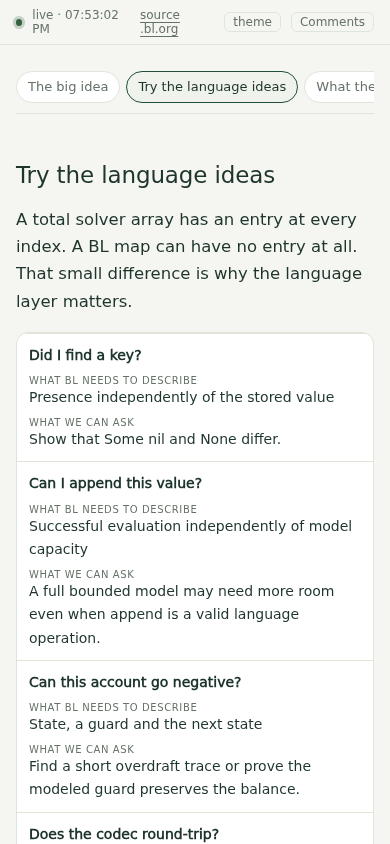 live · 07:53:02
PM
source
.bl.org
theme
Comments
The big idea
Try the language ideas
What the
Try the language ideas
A total solver array has an entry at every
index. A BL map can have no entry at all.
That small difference is why the language
layer matters.
Did I find a key?
WHAT BL NEEDS TO DESCRIBE
Presence independently of the stored value
WHAT WE CAN ASK
Show that Some nil and None differ.
Can I append this value?
WHAT BL NEEDS TO DESCRIBE
Successful evaluation independently of model
capacity
WHAT WE CAN ASK
A full bounded model may need more room
even when append is a valid language
operation.
Can this account go negative?
WHAT BL NEEDS TO DESCRIBE
State, a guard and the next state
WHAT WE CAN ASK
Find a short overdraft trace or prove the
modeled guard preserves the balance.
Does the codec round-trip?